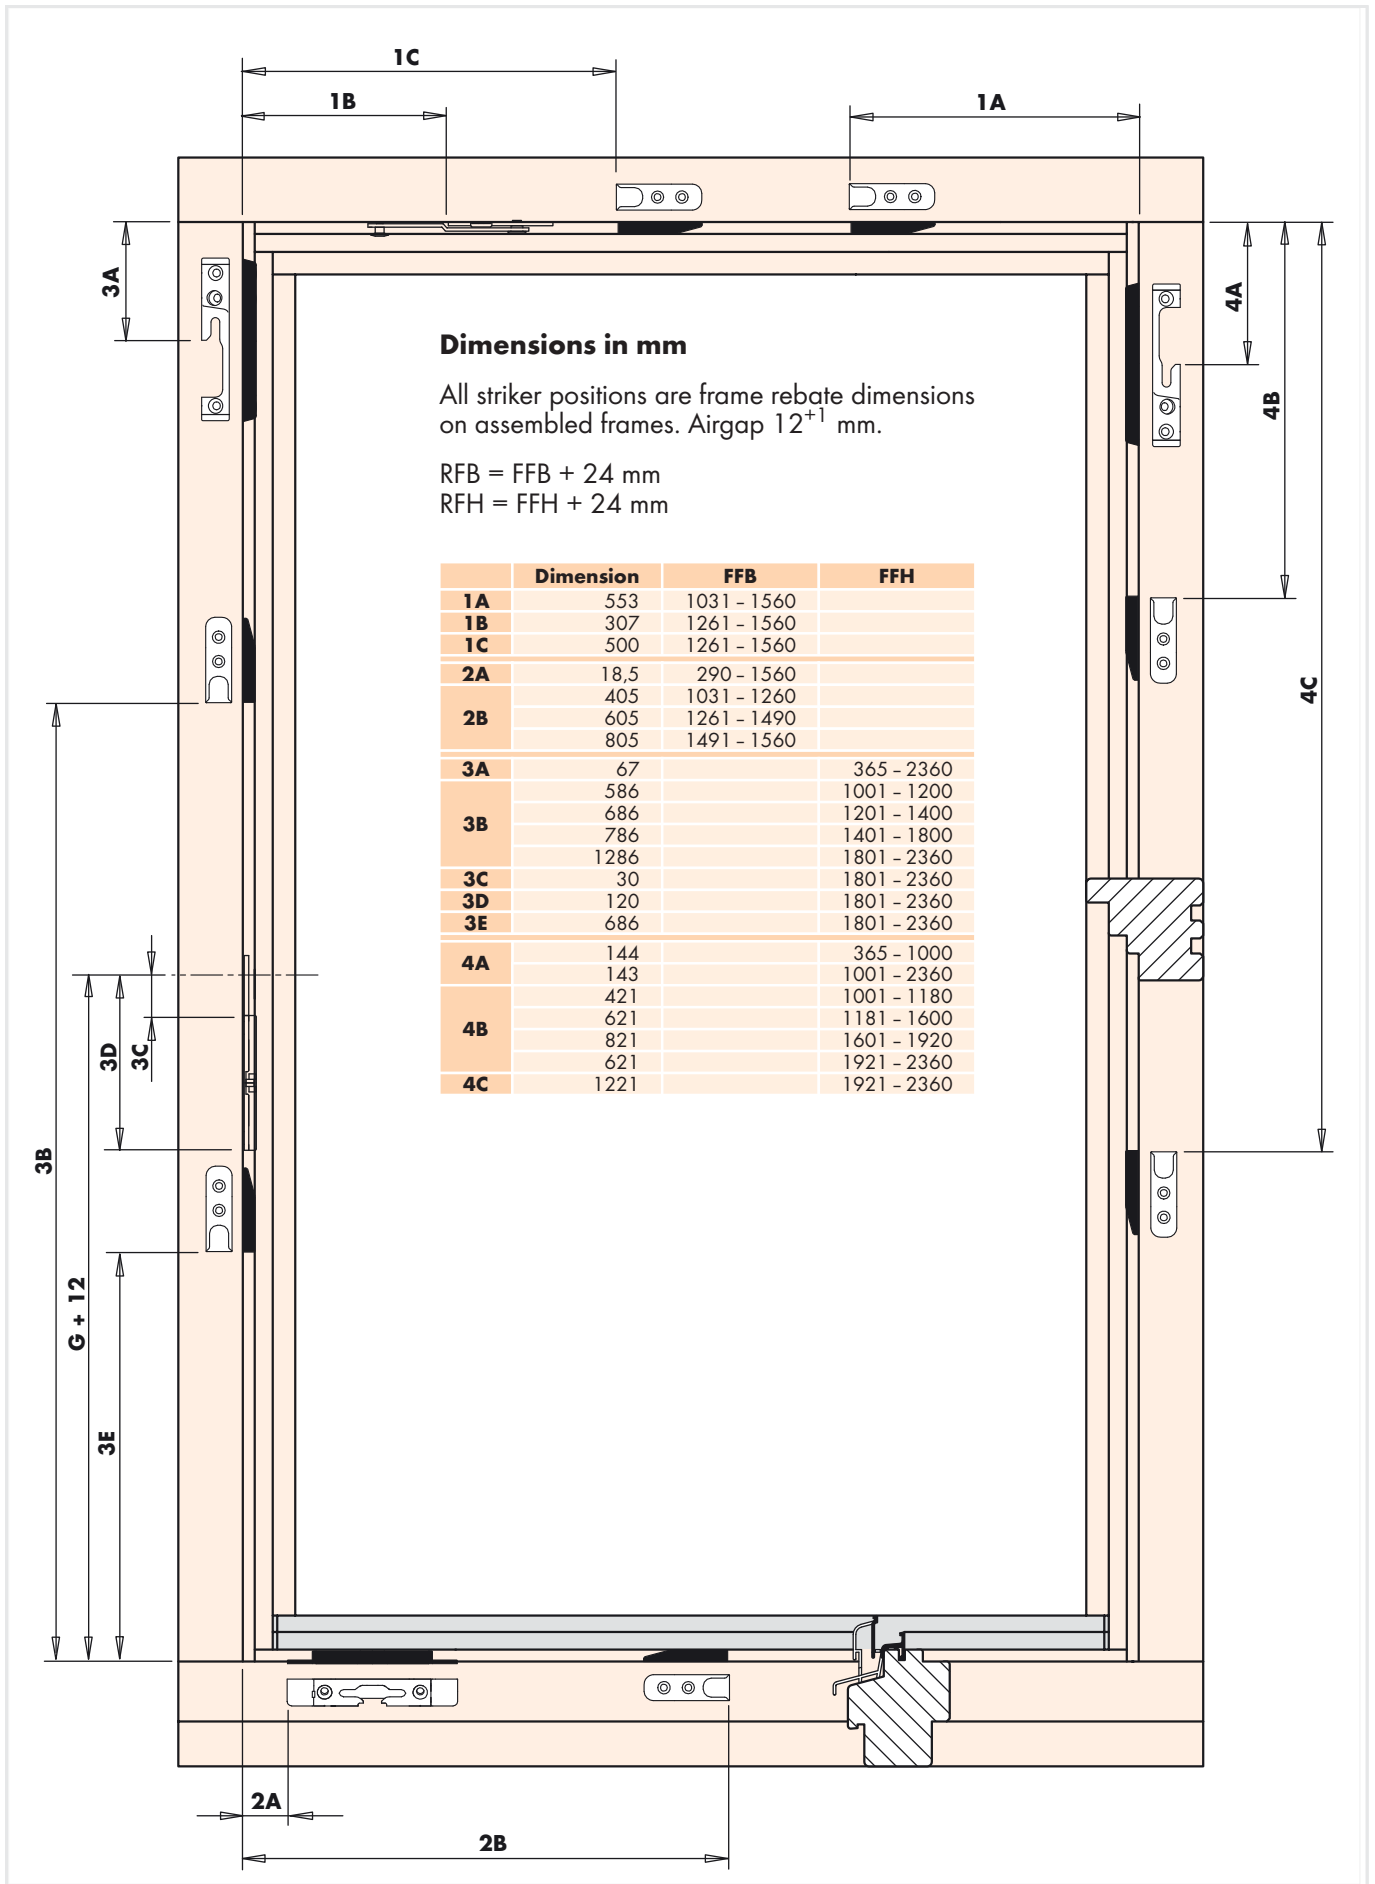 1C
1B
1A
3A
4A
4B
4C
Dimensions in mm
All striker positions are frame rebate dimensions
on assembled frames. Airgap 12+1 mm.
RFB = FFB + 24 mm
RFH = FFH + 24 mm
Dimension FFB FFH
1A 553 1031 – 1560
1B 307 1261 – 1560
1C 500 1261 – 1560
2A 18,5 290 – 1560
2B 405 1031 – 1260
605 1261 – 1490
805 1491 – 1560
3A 67 365 – 2360
3B 586 1001 – 1200
686 1201 – 1400
786 1401 – 1800
1286 1801 – 2360
3C 30 1801 – 2360
3D 120 1801 – 2360
3E 686 1801 – 2360
4A 144 365 – 1000
143 1001 – 2360
4B 421 1001 – 1180
621 1181 – 1600
821 1601 – 1920
621 1921 – 2360
4C 1221 1921 – 2360
3D
3C
3B
G + 12
3E
2A
2B